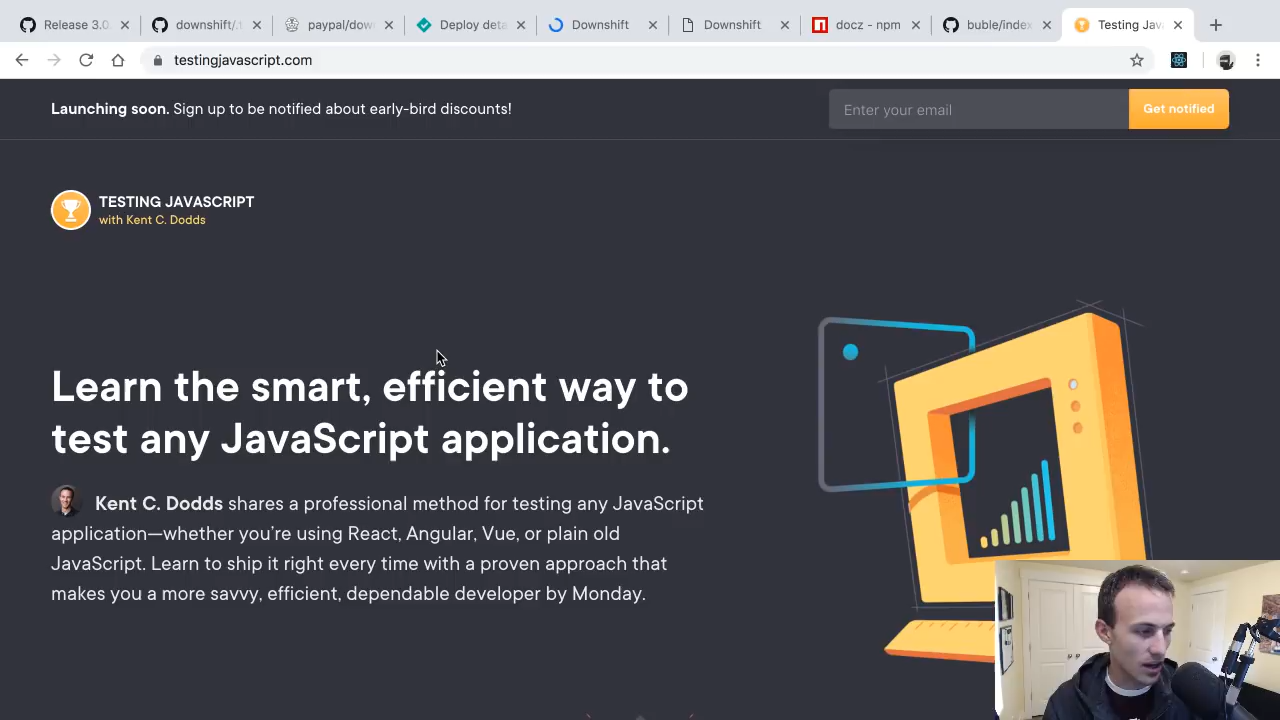 Release 3.0
downshift/.
paypal/dow
Deploy deta
Downshift
Downshift
docz - npm
buble/index
Testing Java
testingjavascript.com
Launching soon. Sign up to be notified about early-bird discounts!
Enter your email
Get notified
TESTING JAVASCRIPT
with Kent C. Dodds
Learn the smart, efficient way to
test any JavaScript application.
Kent C. Dodds shares a professional method for testing any JavaScript
application—whether you're using React, Angular, Vue, or plain old
JavaScript. Learn to ship it right every time with a proven approach that
makes you a more savvy, efficient, dependable developer by Monday.